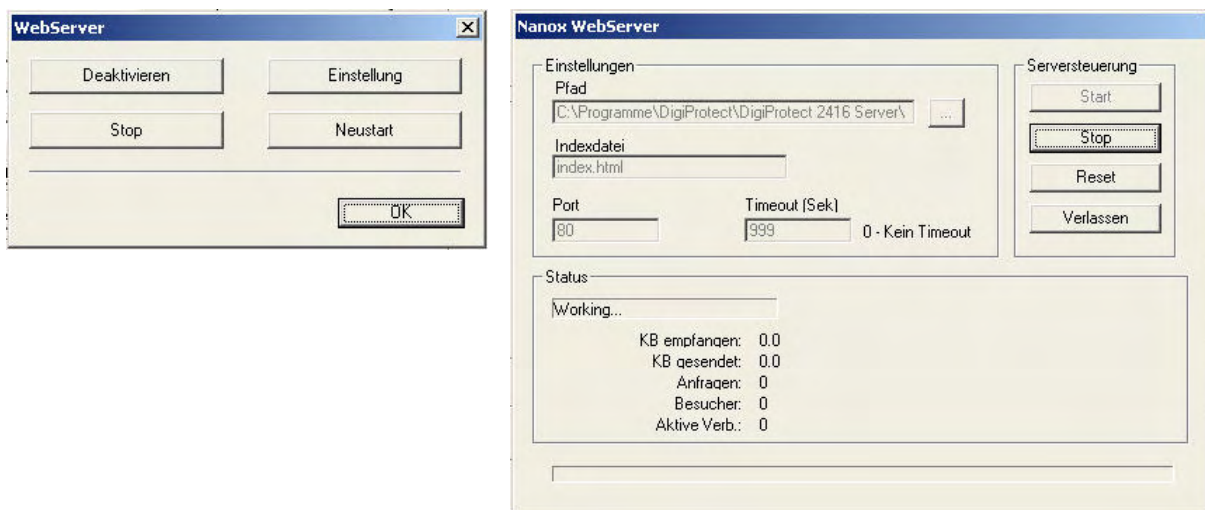 WebServer
Deaktivieren
Einstellung
Stop
Neustart
OK
Nanox WebServer
Einstellungen
Pfad
C:\Programme\DigiProtect\DigiProtect 2416 Server\
...
Indexdatei
index.html
Port
Timeout (Sek)
80
999
0 - Kein Timeout
Serversteuerung
Start
Stop
Reset
Verlassen
Status
Working...
KB empfangen: 0.0
KB gesendet: 0.0
Anfragen: 0
Besucher: 0
Aktive Verb.: 0